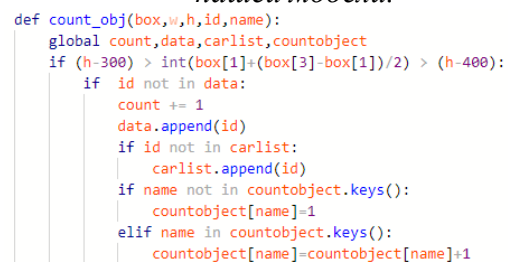 def count_obj(box,w,h,id,name):
    global count,data,carlist,countobject
    if (h-300) > int(box[1]+(box[3]-box[1])/2) > (h-400):
        if  id not in data:
            count += 1
            data.append(id)
            if id not in carlist:
                carlist.append(id)
            if name not in countobject.keys():
                countobject[name]=1
            elif name in countobject.keys():
                countobject[name]=countobject[name]+1